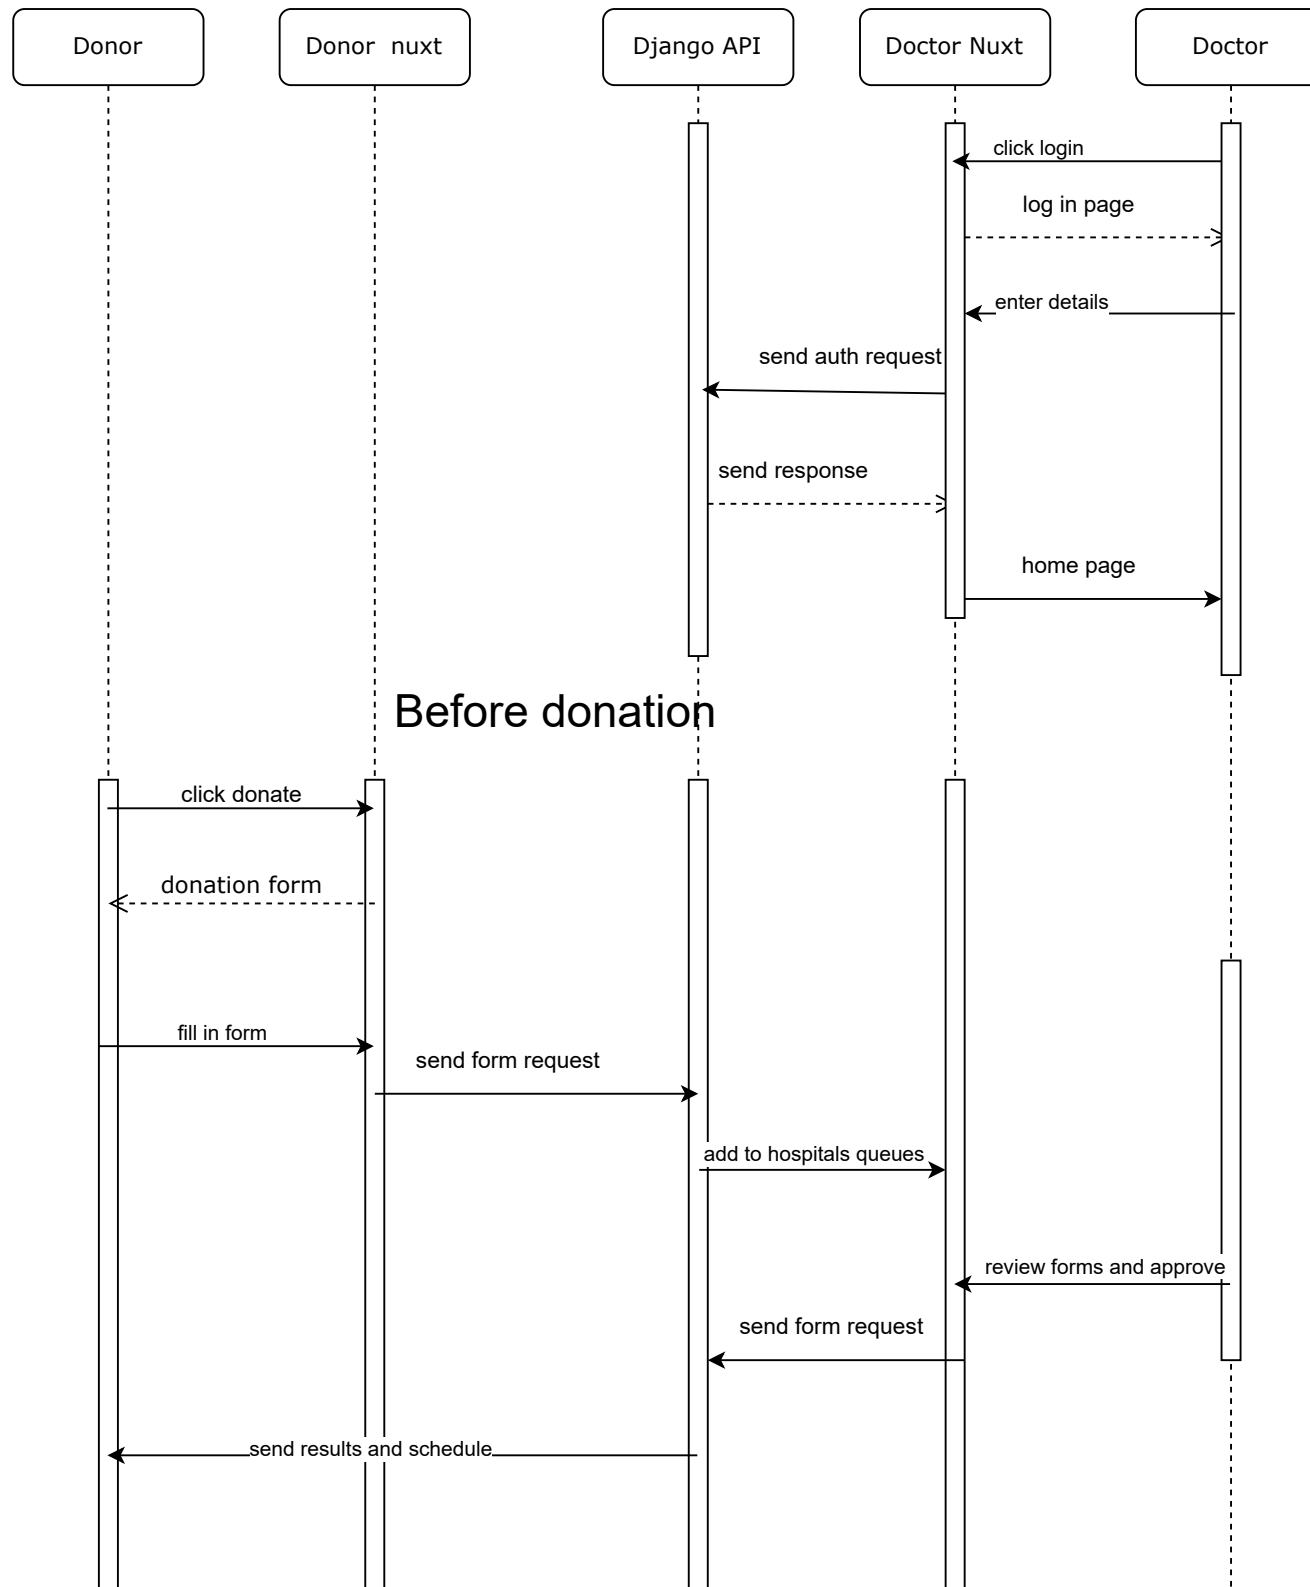 Donor
Donor  nuxt
Django API
Doctor Nuxt
Doctor
click login
log in page
enter details
send auth request
send response
home page
Before donation
click donate
donation form
fill in form
send form request
add to hospitals queues
review forms and approve
send form request
send results and schedule